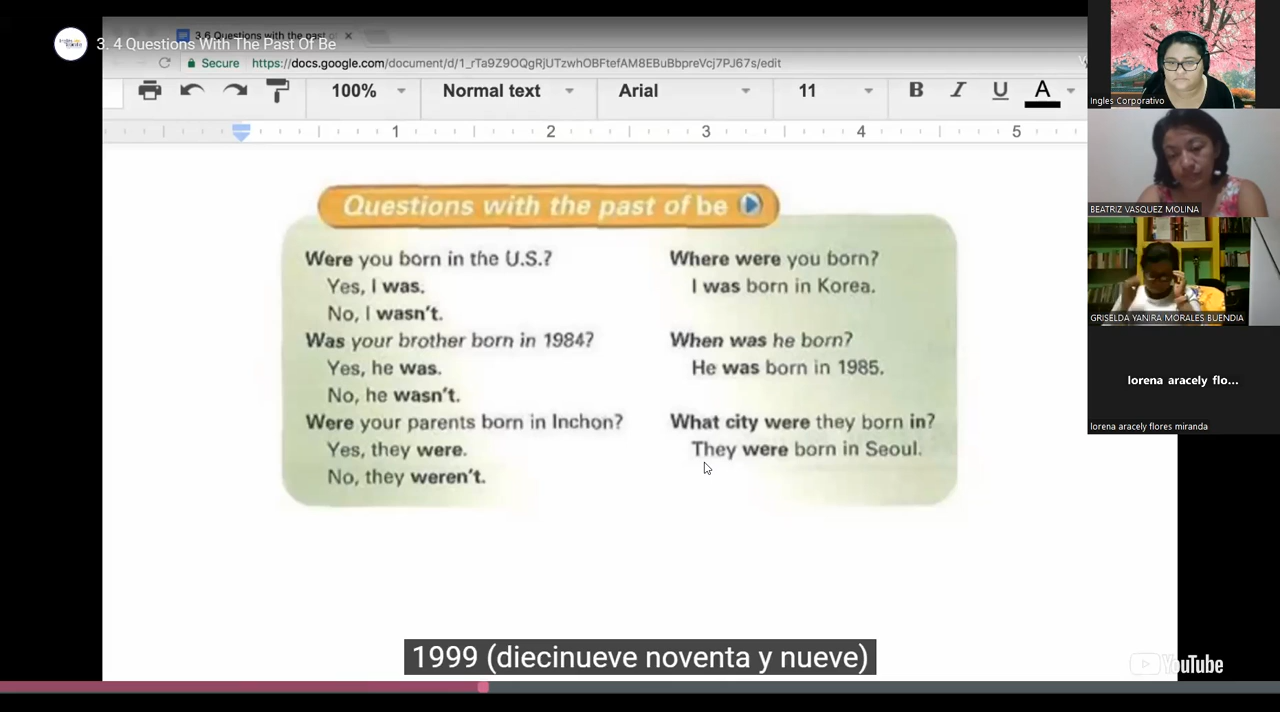 3. 4 Questions With The Past Of Be
3.6 Questions with the past
Secure https://docs.google.com/document/d/1_rTa9Z9OQgRjUTzwhOBFtefAM8EBuBbpreVcj7PJ67s/edit
100% Normal text Arial 11 B I U A
1 2 3 4 5
Questions with the past of be
Were you born in the U.S.?
Yes, I was.
No, I wasn't.
Was your brother born in 1984?
Yes, he was.
No, he wasn't.
Were your parents born in Inchon?
Yes, they were.
No, they weren't.
Where were you born?
I was born in Korea.
When was he born?
He was born in 1985.
What city were they born in?
They were born in Seoul.
1999 (diecinueve noventa y nueve)
YouTube
Ingles Corporativo
BEATRIZ VASQUEZ MOLINA
GRISELDA YANIRA MORALES BUENDIA
lorena aracely flo...
lorena aracely flores miranda